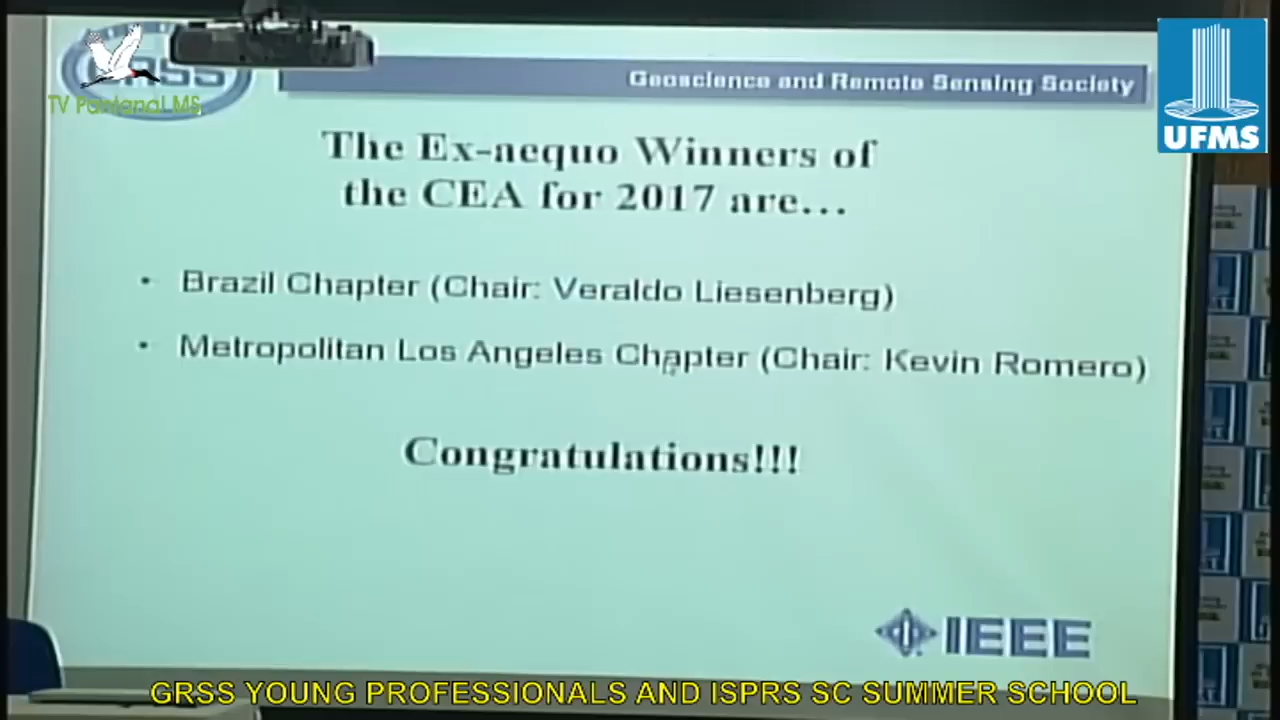 GRSS
TV Pantanal MS
Geoscience and Remote Sensing Society
UFMS
The Ex-aequo Winners of
the CEA for 2017 are...
• Brazil Chapter (Chair: Veraldo Liesenberg)
• Metropolitan Los Angeles Chapter (Chair: Kevin Romero)
Congratulations!!!
IEEE
GRSS YOUNG PROFESSIONALS AND ISPRS SC SUMMER SCHOOL